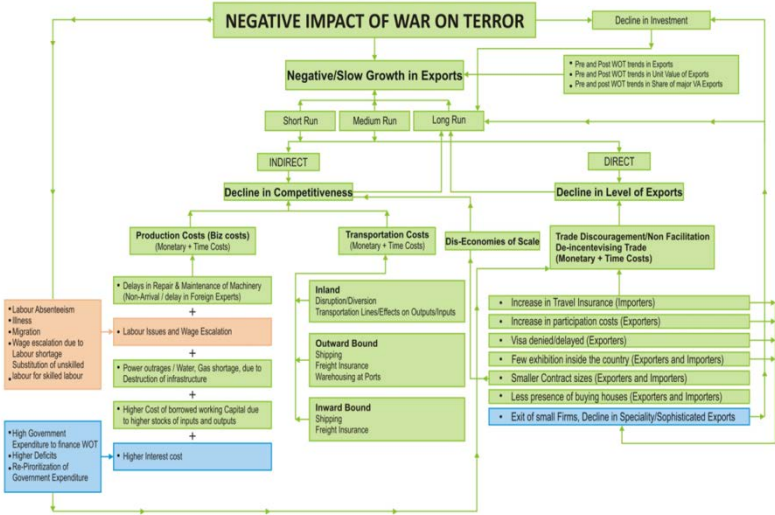 NEGATIVE IMPACT OF WAR ON TERROR
Decline in Investment
Negative/Slow Growth in Exports
• Pre and Post WOT trends in Exports
• Pre and Post WOT trends in Unit Value of Exports
• Pre and post WOT trends in Share of major VA Exports
Short Run
Medium Run
Long Run
INDIRECT
DIRECT
Decline in Competitiveness
Decline in Level of Exports
Production Costs (Biz costs)
(Monetary + Time Costs)
Transportation Costs
(Monetary + Time Costs)
Dis-Economies of Scale
Trade Discouragement/Non Facilitation
De-incentevising Trade
(Monetary + Time Costs)
• Delays in Repair & Maintenance of Machinery
(Non-Arrival / delay in Foreign Experts)
+
• Labour Issues and Wage Escalation
+
• Power outrages / Water, Gas shortage, due to
Destruction of infrastructure
+
• Higher Cost of borrowed working Capital due
to higher stocks of inputs and outputs
+
• Higher Interest cost
• Labour Absenteeism
• Illness
• Migration
• Wage escalation due to
Labour shortage
Substitution of unskilled
• labour for skilled labour
• High Government
Expenditure to finance WOT
• Higher Deficits
• Re-Piroritization of
Government Expenditure
Inland
Disruption/Diversion
Transportation Lines/Effects on Outputs/Inputs
Outward Bound
Shipping
Freight Insurance
Warehousing at Ports
Inward Bound
Shipping
Freight Insurance
• Increase in Travel Insurance (Importers)
• Increase in participation costs (Exporters)
• Visa denied/delayed (Exporters)
• Few exhibition inside the country (Exporters and Importers)
• Smaller Contract sizes (Exporters and Importers)
• Less presence of buying houses (Exporters and Importers)
• Exit of small Firms, Decline in Speciality/Sophisticated Exports